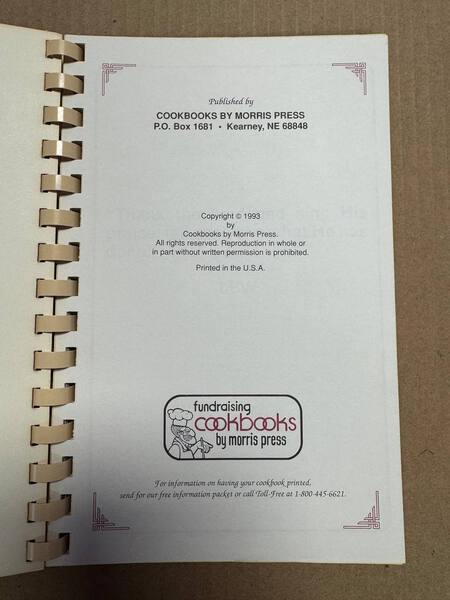 Published by
COOKBOOKS BY MORRIS PRESS
P.O. Box 1681 • Kearney, NE 68848
Copyright © 1993
by
Cookbooks by Morris Press.
All rights reserved. Reproduction in whole or
in part without written permission is prohibited.
Printed in the U.S.A.
fundraising
cookbooks
by morris press
For information on having your cookbook printed,
send for our free information packet or call Toll-Free at 1-800-445-6621.